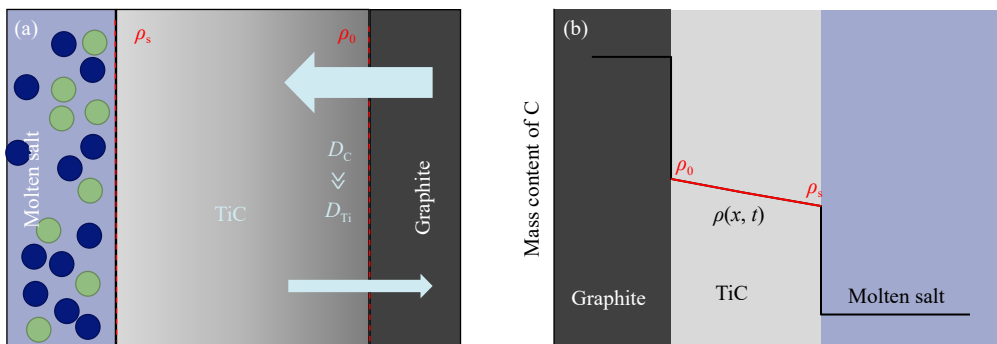 (a)
ρs
ρ0
Molten salt
DC
≫
DTi
TiC
Graphite
(b)
Mass content of C
ρ0
ρs
ρ(x, t)
Graphite
TiC
Molten salt